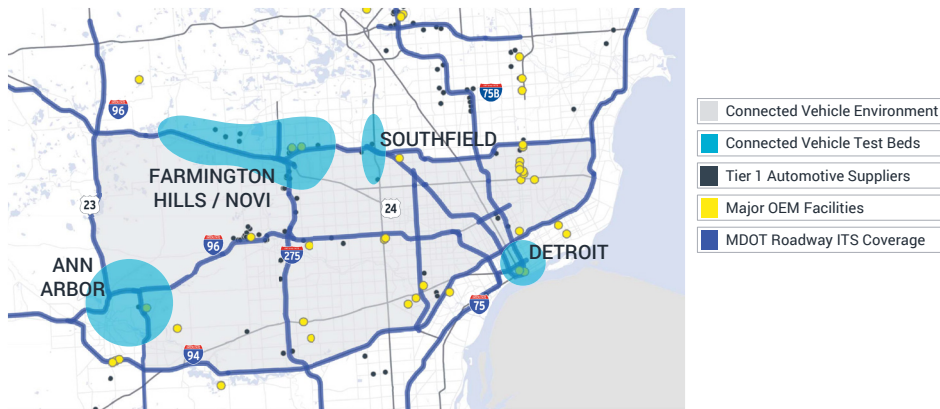 96
75B
SOUTHFIELD
FARMINGTON
HILLS / NOVI
23
24
96
275
DETROIT
ANN
ARBOR
75
94
Connected Vehicle Environment
Connected Vehicle Test Beds
Tier 1 Automotive Suppliers
Major OEM Facilities
MDOT Roadway ITS Coverage